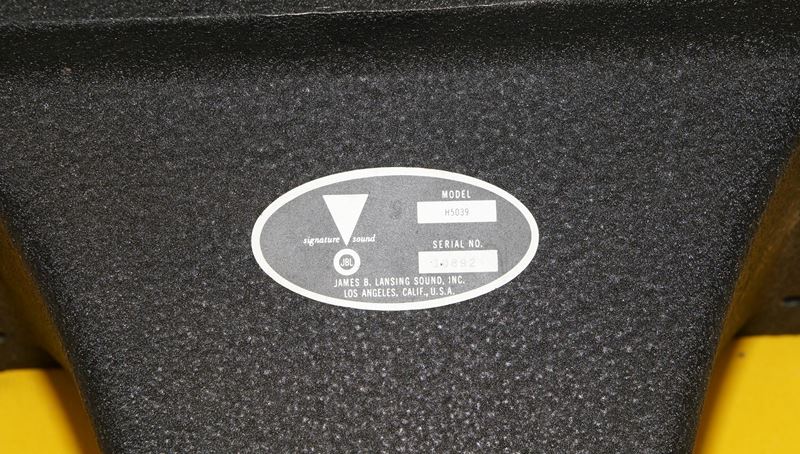 MODEL
H5039
signature sound
SERIAL NO.
JBL
JAMES B. LANSING SOUND, INC.
LOS ANGELES, CALIF., U.S.A.